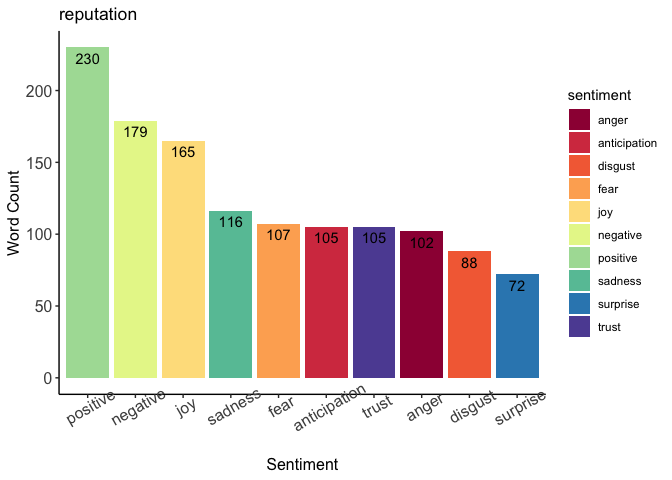 reputation
230
179
165
116
107
105
105
102
88
72
Word Count
200
150
100
50
0
positive
negative
joy
sadness
fear
anticipation
trust
anger
disgust
surprise
Sentiment
sentiment
anger
anticipation
disgust
fear
joy
negative
positive
sadness
surprise
trust